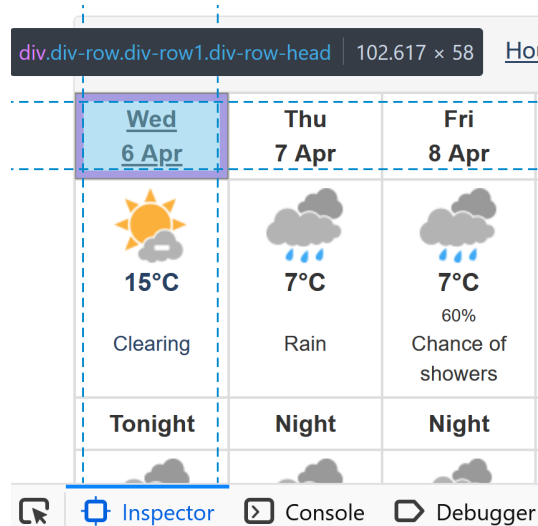 div.div-row.div-row1.div-row-head 102.617 × 58
Wed Thu Fri
6 Apr 7 Apr 8 Apr
15°C 7°C 7°C
60%
Clearing Rain Chance of
showers
Tonight Night Night
Inspector Console Debugger